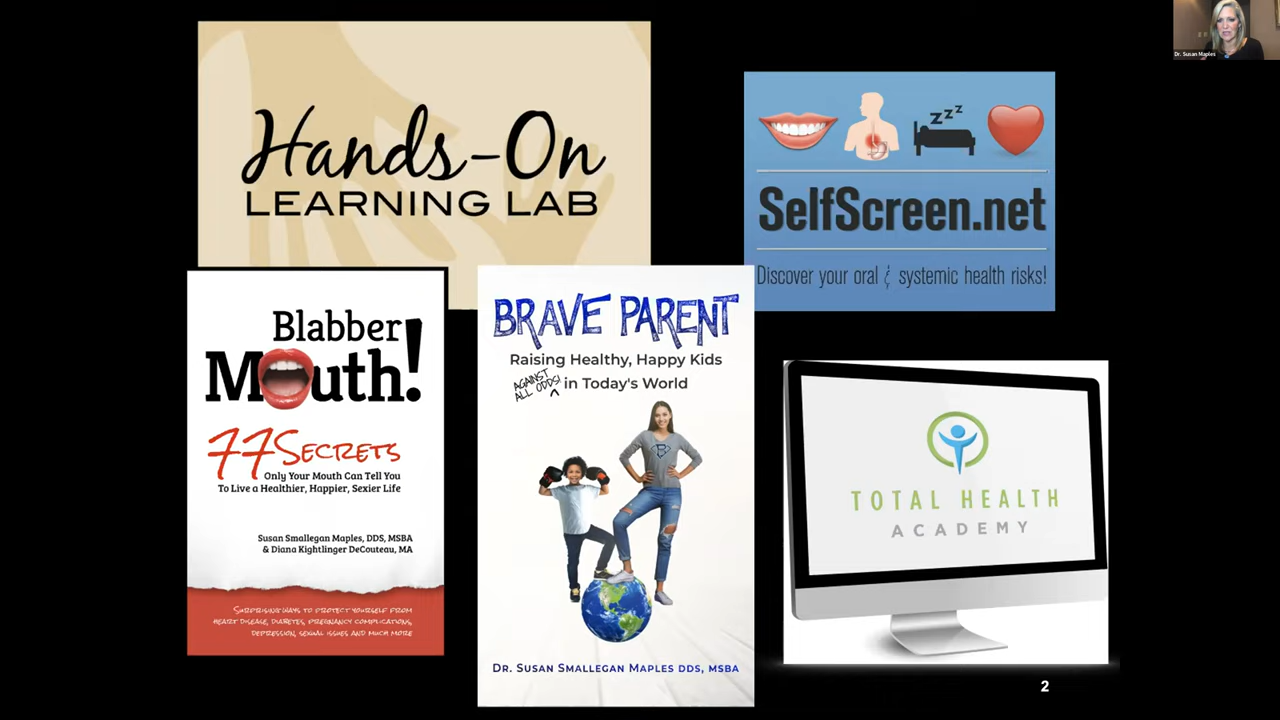 Dr. Susan Maples
Hands-On
LEARNING LAB
zzz
SelfScreen.net
Discover your oral & systemic health risks!
Blabber
Mouth!
77 Secrets
Only Your Mouth Can Tell You
To Live a Healthier, Happier, Sexier Life
Susan Smallegan Maples, DDS, MSBA
& Diana Kightlinger DeCouteau, MA
Surprising ways to protect yourself from
heart disease, diabetes, pregnancy complications,
depression, sexual issues and much more
BRAVE PARENT
Raising Healthy, Happy Kids
AGAINST
ALL ODDS!
^
in Today's World
B
Dr. Susan Smallegan Maples DDS, MSBA
TOTAL HEALTH
ACADEMY
2